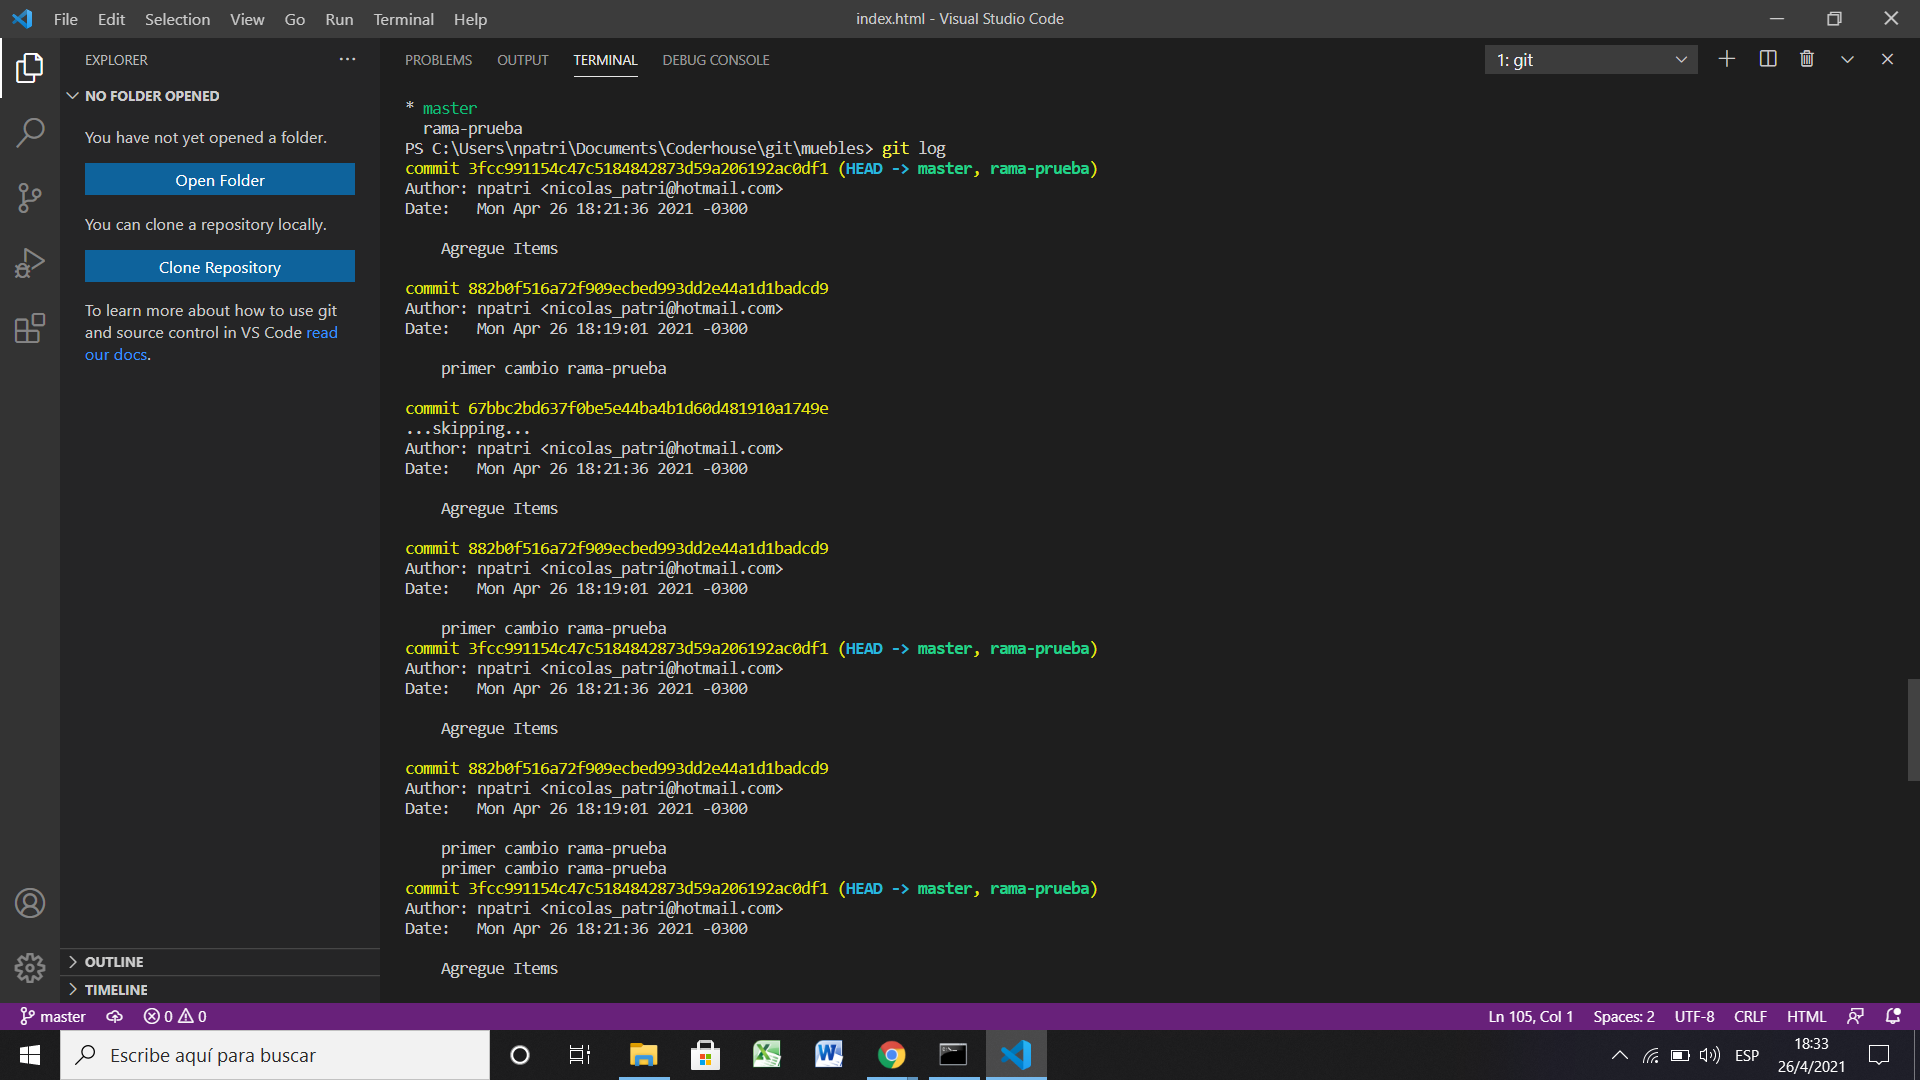 File Edit Selection View Go Run Terminal Help
index.html - Visual Studio Code
EXPLORER
NO FOLDER OPENED
You have not yet opened a folder.
Open Folder
You can clone a repository locally.
Clone Repository
To learn more about how to use git
and source control in VS Code read
our docs.
OUTLINE
TIMELINE
PROBLEMS OUTPUT TERMINAL DEBUG CONSOLE
1: git
* master
rama-prueba
PS C:\Users\npatri\Documents\Coderhouse\git\muebles> git log
commit 3fcc991154c47c5184842873d59a206192ac0df1 (HEAD -> master, rama-prueba)
Author: npatri <nicolas_patri@hotmail.com>
Date:   Mon Apr 26 18:21:36 2021 -0300
Agregue Items
commit 882b0f516a72f909ecbed993dd2e44a1d1badcd9
Author: npatri <nicolas_patri@hotmail.com>
Date:   Mon Apr 26 18:19:01 2021 -0300
primer cambio rama-prueba
commit 67bbc2bd637f0be5e44ba4b1d60d481910a1749e
...skipping...
Author: npatri <nicolas_patri@hotmail.com>
Date:   Mon Apr 26 18:21:36 2021 -0300
Agregue Items
commit 882b0f516a72f909ecbed993dd2e44a1d1badcd9
Author: npatri <nicolas_patri@hotmail.com>
Date:   Mon Apr 26 18:19:01 2021 -0300
primer cambio rama-prueba
commit 3fcc991154c47c5184842873d59a206192ac0df1 (HEAD -> master, rama-prueba)
Author: npatri <nicolas_patri@hotmail.com>
Date:   Mon Apr 26 18:21:36 2021 -0300
Agregue Items
commit 882b0f516a72f909ecbed993dd2e44a1d1badcd9
Author: npatri <nicolas_patri@hotmail.com>
Date:   Mon Apr 26 18:19:01 2021 -0300
primer cambio rama-prueba
primer cambio rama-prueba
commit 3fcc991154c47c5184842873d59a206192ac0df1 (HEAD -> master, rama-prueba)
Author: npatri <nicolas_patri@hotmail.com>
Date:   Mon Apr 26 18:21:36 2021 -0300
Agregue Items
master 0 0
Ln 105, Col 1 Spaces: 2 UTF-8 CRLF HTML
Escribe aquí para buscar
ESP
18:33
26/4/2021